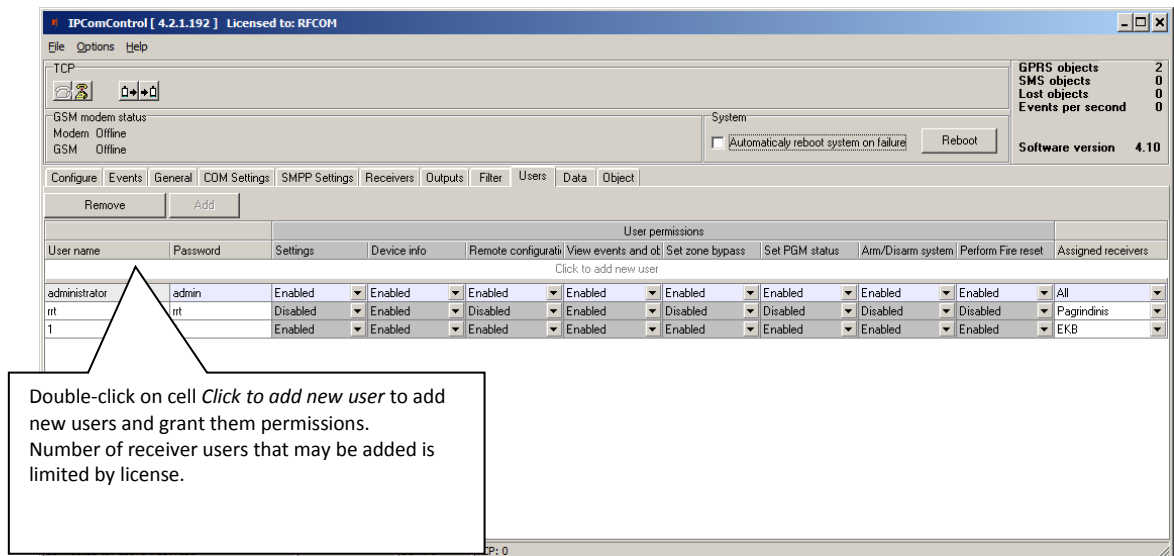 IPComControl [ 4.2.1.192 ] Licensed to: RFCOM
File Options Help
TCP
GPRS objects 2
SMS objects 0
Lost objects 0
Events per second 0
Software version 4.10
GSM modem status
Modem Offline
GSM Offline
System
Automaticaly reboot system on failure
Reboot
Configure Events General COM Settings SMPP Settings Receivers Outputs Filter Users Data Object
Remove Add
User permissions
User name Password Settings Device info Remote configurati View events and ob Set zone bypass Set PGM status Arm/Disarm system Perform Fire reset Assigned receivers
Click to add new user
administrator admin Enabled Enabled Enabled Enabled Enabled Enabled Enabled Enabled All
rrt rrt Disabled Enabled Disabled Enabled Disabled Disabled Disabled Disabled Pagrindinis
1 Enabled Enabled Enabled Enabled Enabled Enabled Enabled Enabled EKB
Double-click on cell Click to add new user to add
new users and grant them permissions.
Number of receiver users that may be added is
limited by license.
CP: 0